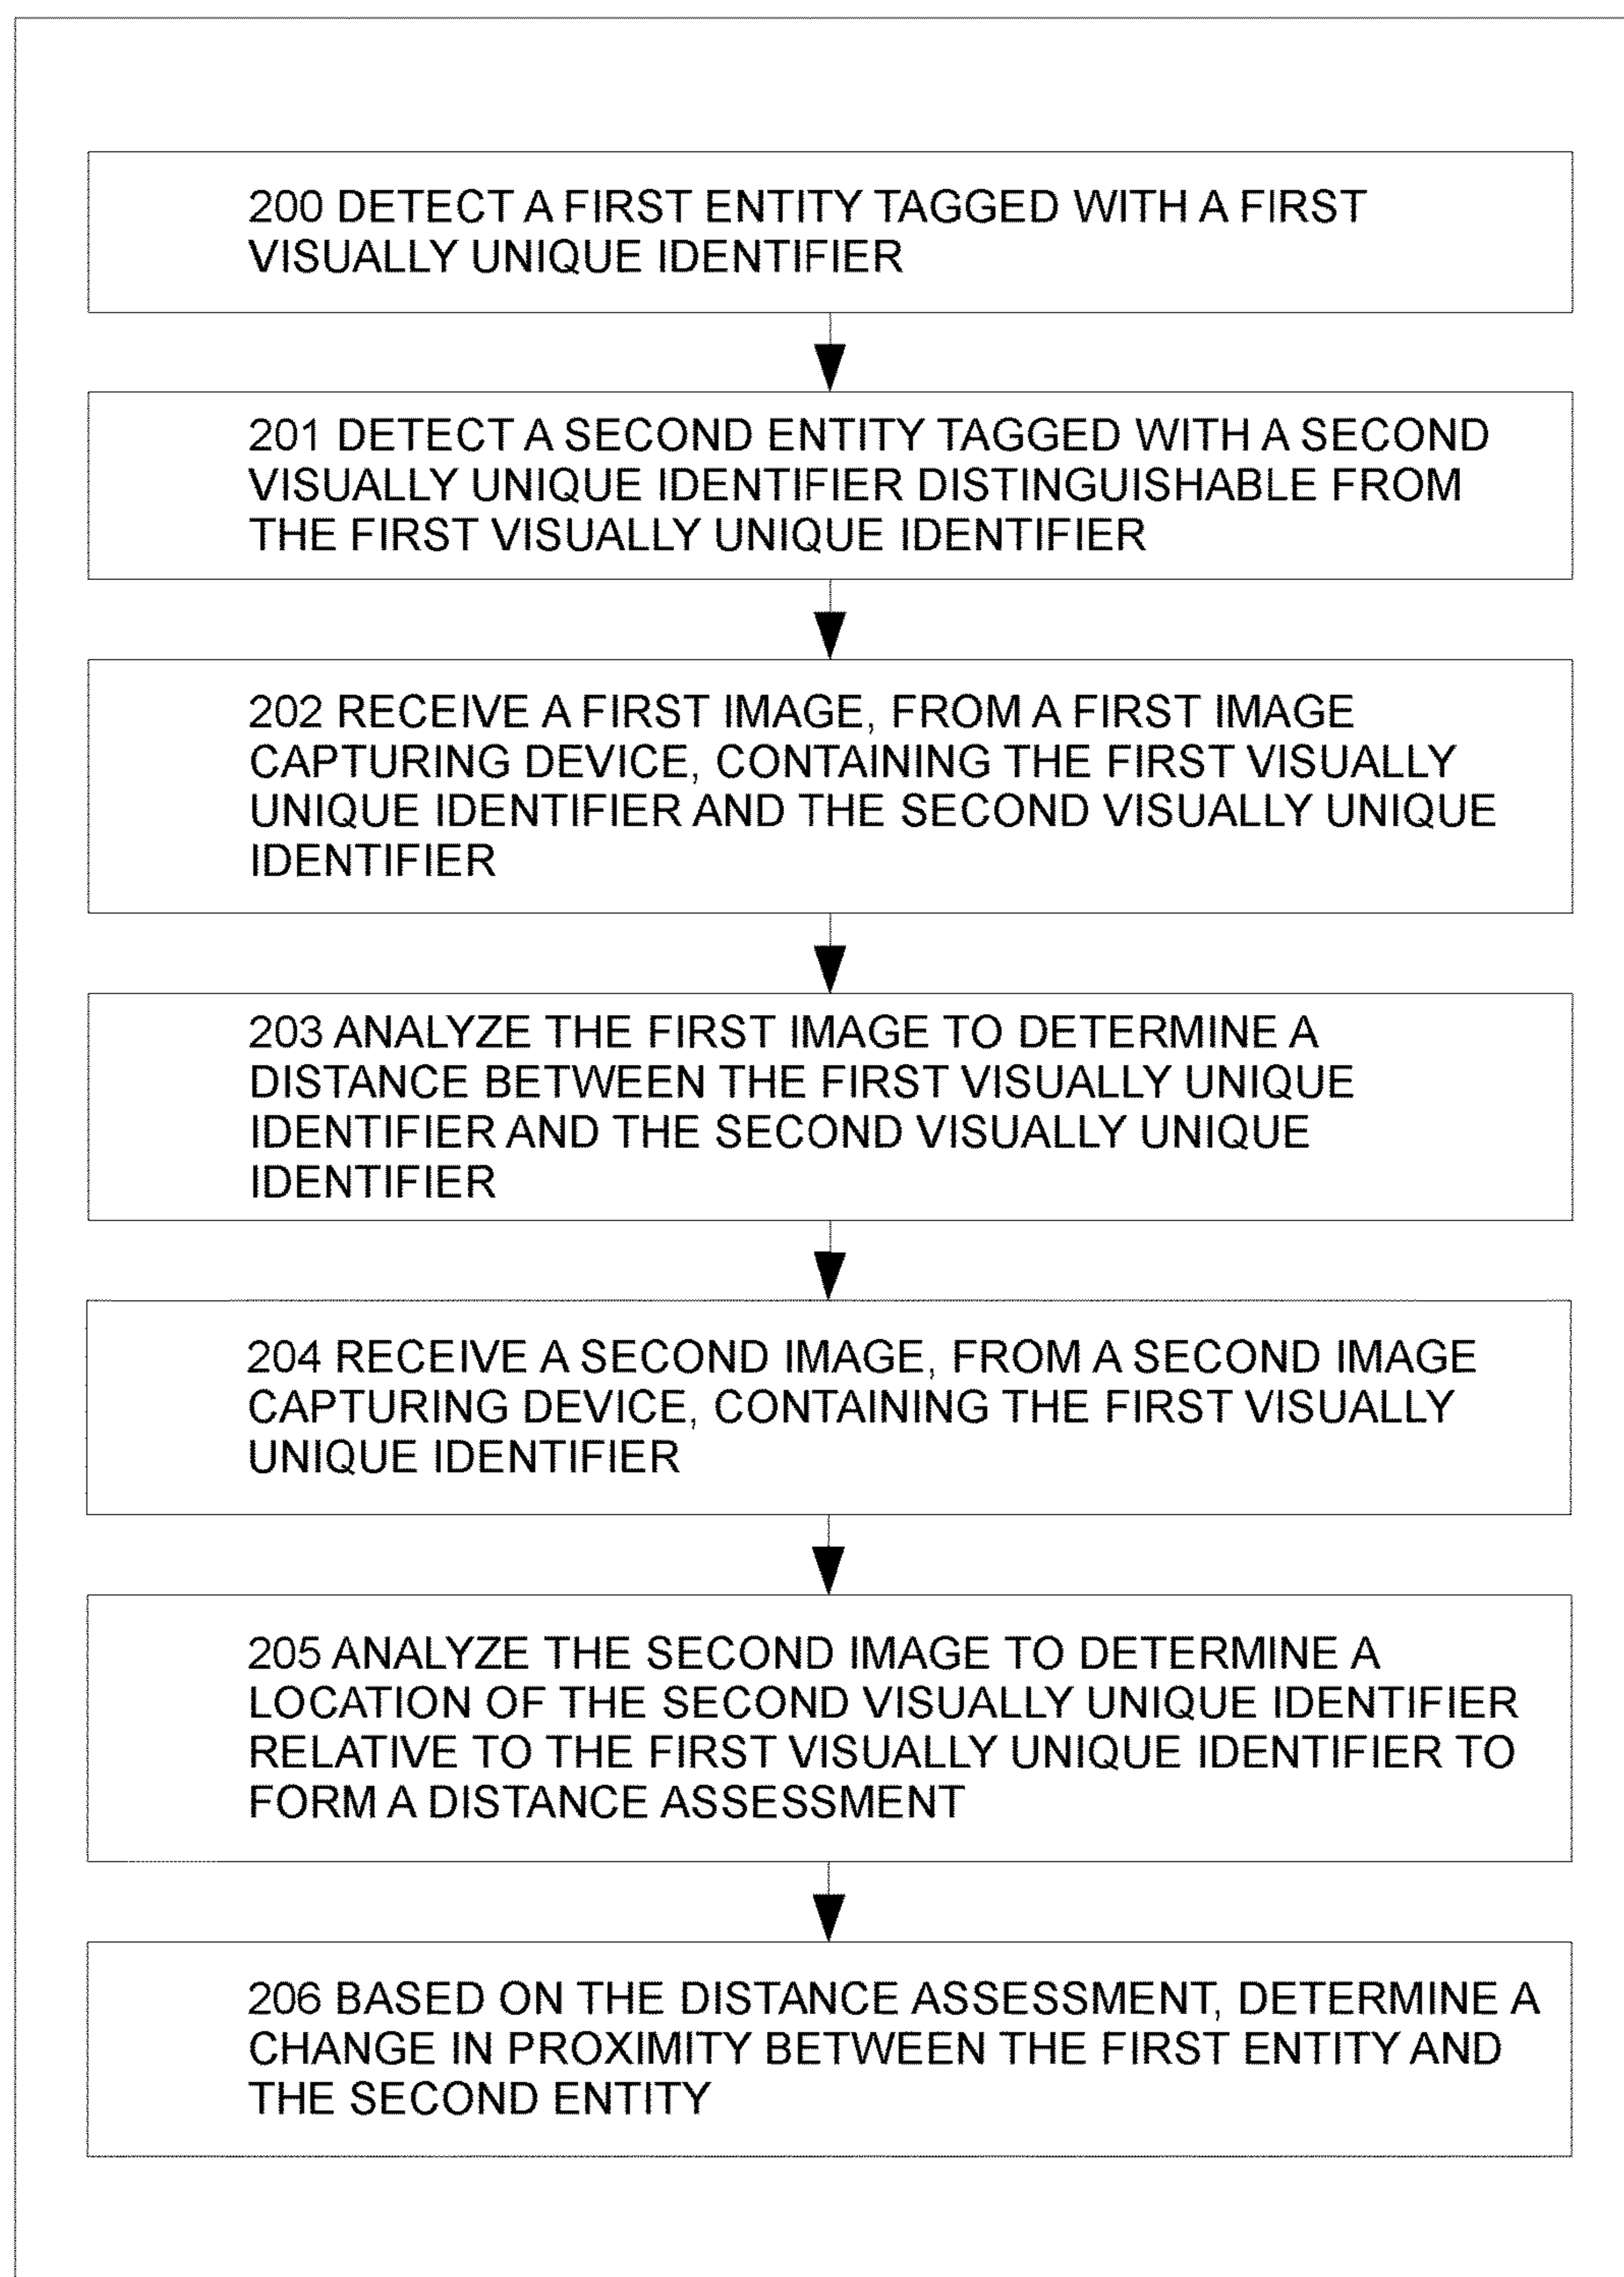 200 DETECT A FIRST ENTITY TAGGED WITH A FIRST
VISUALLY UNIQUE IDENTIFIER
201 DETECT A SECOND ENTITY TAGGED WITH A SECOND
VISUALLY UNIQUE IDENTIFIER DISTINGUISHABLE FROM
THE FIRST VISUALLY UNIQUE IDENTIFIER
202 RECEIVE A FIRST IMAGE, FROM A FIRST IMAGE
CAPTURING DEVICE, CONTAINING THE FIRST VISUALLY
UNIQUE IDENTIFIER AND THE SECOND VISUALLY UNIQUE
IDENTIFIER
203 ANALYZE THE FIRST IMAGE TO DETERMINE A
DISTANCE BETWEEN THE FIRST VISUALLY UNIQUE
IDENTIFIER AND THE SECOND VISUALLY UNIQUE
IDENTIFIER
204 RECEIVE A SECOND IMAGE, FROM A SECOND IMAGE
CAPTURING DEVICE, CONTAINING THE FIRST VISUALLY
UNIQUE IDENTIFIER
205 ANALYZE THE SECOND IMAGE TO DETERMINE A
LOCATION OF THE SECOND VISUALLY UNIQUE IDENTIFIER
RELATIVE TO THE FIRST VISUALLY UNIQUE IDENTIFIER TO
FORM A DISTANCE ASSESSMENT
206 BASED ON THE DISTANCE ASSESSMENT, DETERMINE A
CHANGE IN PROXIMITY BETWEEN THE FIRST ENTITY AND
THE SECOND ENTITY